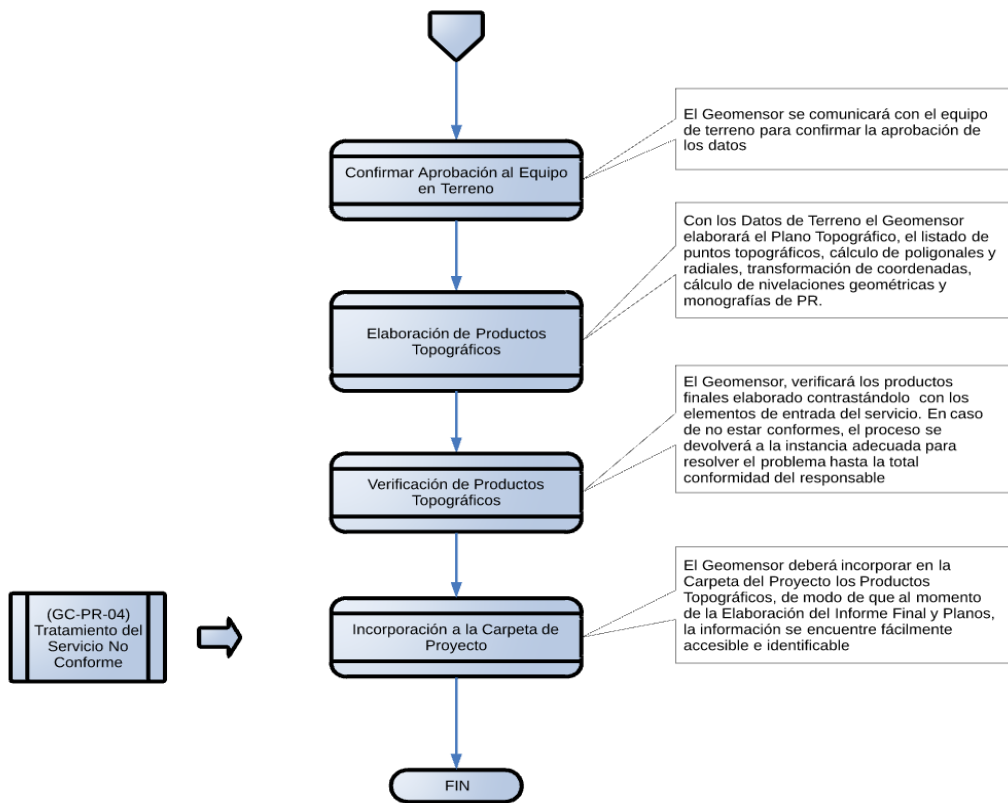 El Geomensor se comunicará con el equipo
de terreno para confirmar la aprobación de
los datos
Confirmar Aprobación al Equipo
en Terreno
Con los Datos de Terreno el Geomensor
elaborará el Plano Topográfico, el listado de
puntos topográficos, cálculo de poligonales y
radiales, transformación de coordenadas,
cálculo de nivelaciones geométricas y
monografías de PR.
Elaboración de Productos
Topográficos
El Geomensor, verificará los productos
finales elaborado contrastándolo con los
elementos de entrada del servicio. En caso
de no estar conformes, el proceso se
devolverá a la instancia adecuada para
resolver el problema hasta la total
conformidad del responsable
Verificación de Productos
Topográficos
El Geomensor deberá incorporar en la
Carpeta del Proyecto los Productos
Topográficos, de modo de que al momento
de la Elaboración del Informe Final y Planos,
la información se encuentre fácilmente
accesible e identificable
(GC-PR-04)
Tratamiento del
Servicio No
Conforme
Incorporación a la Carpeta de
Proyecto
FIN